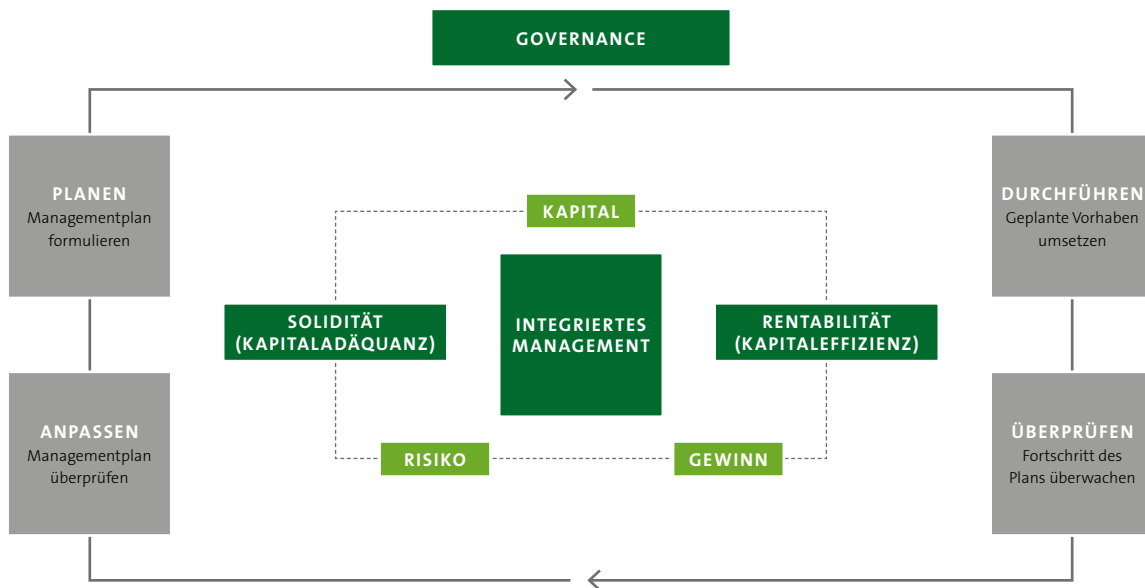 GOVERNANCE
PLANEN
Managementplan
formulieren
DURCHFÜHREN
Geplante Vorhaben
umsetzen
KAPITAL
SOLIDITÄT
(KAPITALADÄQUANZ)
INTEGRIERTES
MANAGEMENT
RENTABILITÄT
(KAPITALEFFIZIENZ)
ANPASSEN
Managementplan
überprüfen
RISIKO
GEWINN
ÜBERPRÜFEN
Fortschritt des
Plans überwachen